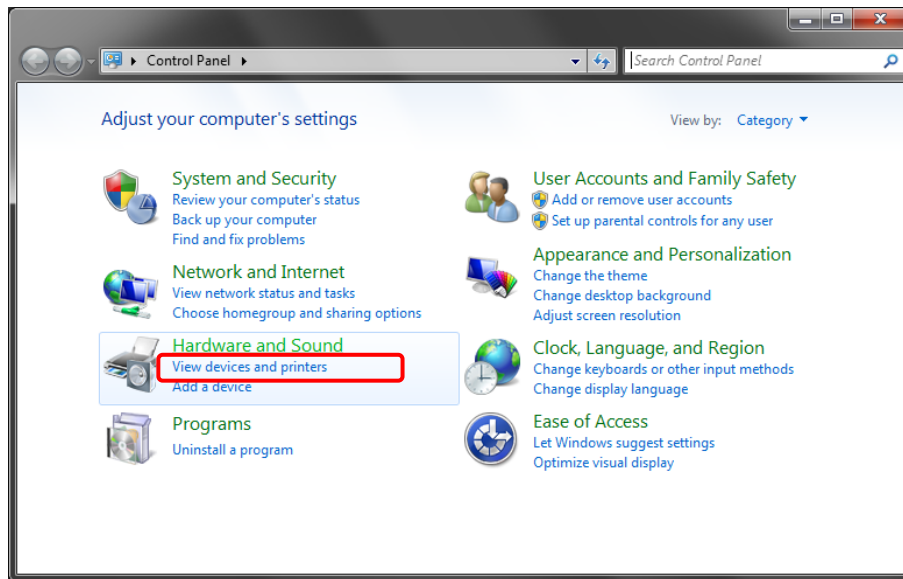 Control Panel
Search Control Panel
Adjust your computer's settings
View by: Category
System and Security
Review your computer's status
Back up your computer
Find and fix problems
Network and Internet
View network status and tasks
Choose homegroup and sharing options
Hardware and Sound
View devices and printers
Add a device
Programs
Uninstall a program
User Accounts and Family Safety
Add or remove user accounts
Set up parental controls for any user
Appearance and Personalization
Change the theme
Change desktop background
Adjust screen resolution
Clock, Language, and Region
Change keyboards or other input methods
Change display language
Ease of Access
Let Windows suggest settings
Optimize visual display